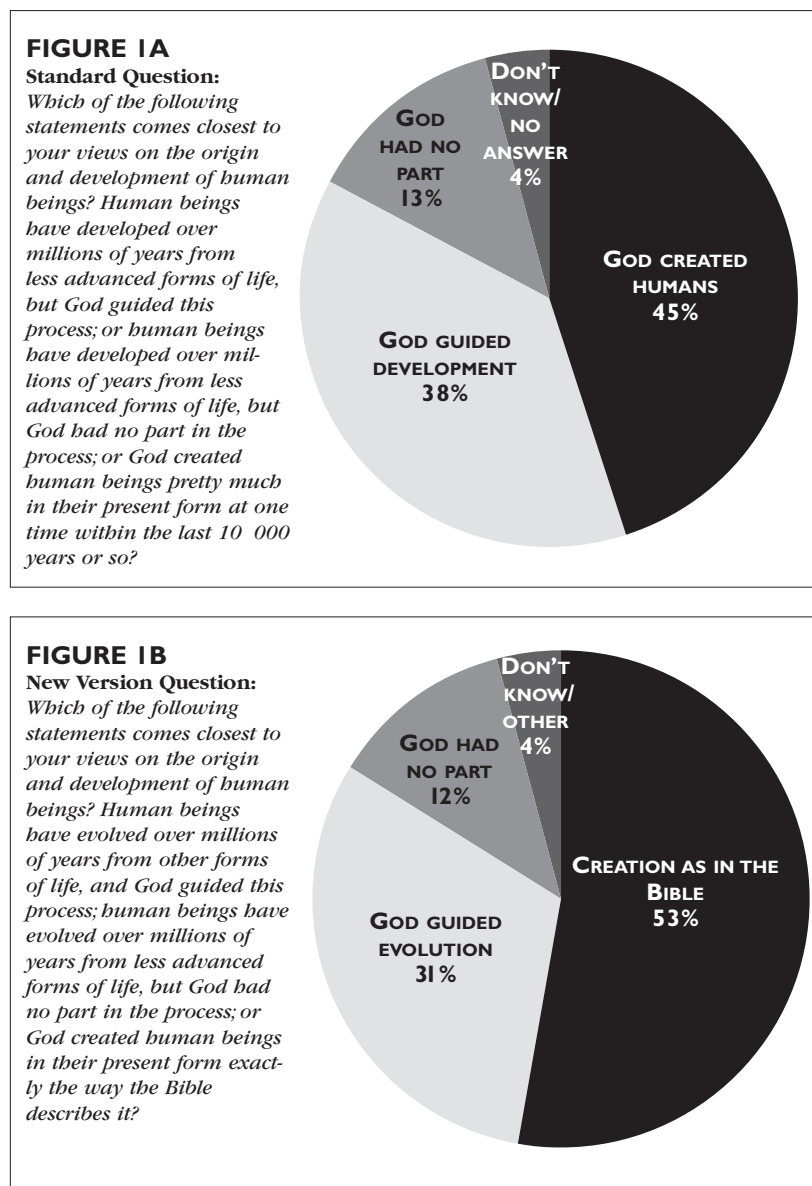 FIGURE 1A
Standard Question:
Which of the following
statements comes closest to
your views on the origin
and development of human
beings? Human beings
have developed over
millions of years from
less advanced forms of life,
but God guided this
process; or human beings
have developed over mil-
lions of years from less
advanced forms of life, but
God had no part in the
process; or God created
human beings pretty much
in their present form at one
time within the last 10 000
years or so?
DON'T
KNOW/
NO
ANSWER
4%
GOD
HAD NO
PART
13%
GOD CREATED
HUMANS
45%
GOD GUIDED
DEVELOPMENT
38%
FIGURE 1B
New Version Question:
Which of the following
statements comes closest to
your views on the origin
and development of human
beings? Human beings
have evolved over millions
of years from other forms
of life, and God guided this
process; human beings have
evolved over millions of
years from less advanced
forms of life, but God had
no part in the process; or
God created human beings
in their present form exact-
ly the way the Bible
describes it?
DON'T
KNOW/
OTHER
4%
GOD HAD
NO PART
12%
CREATION AS IN THE
BIBLE
53%
GOD GUIDED
EVOLUTION
31%